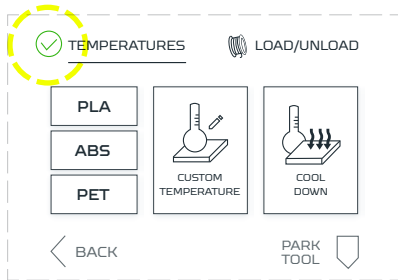 TEMPERATURES
LOAD/UNLOAD
PLA
ABS
PET
CUSTOM
TEMPERATURE
COOL
DOWN
BACK
PARK
TOOL